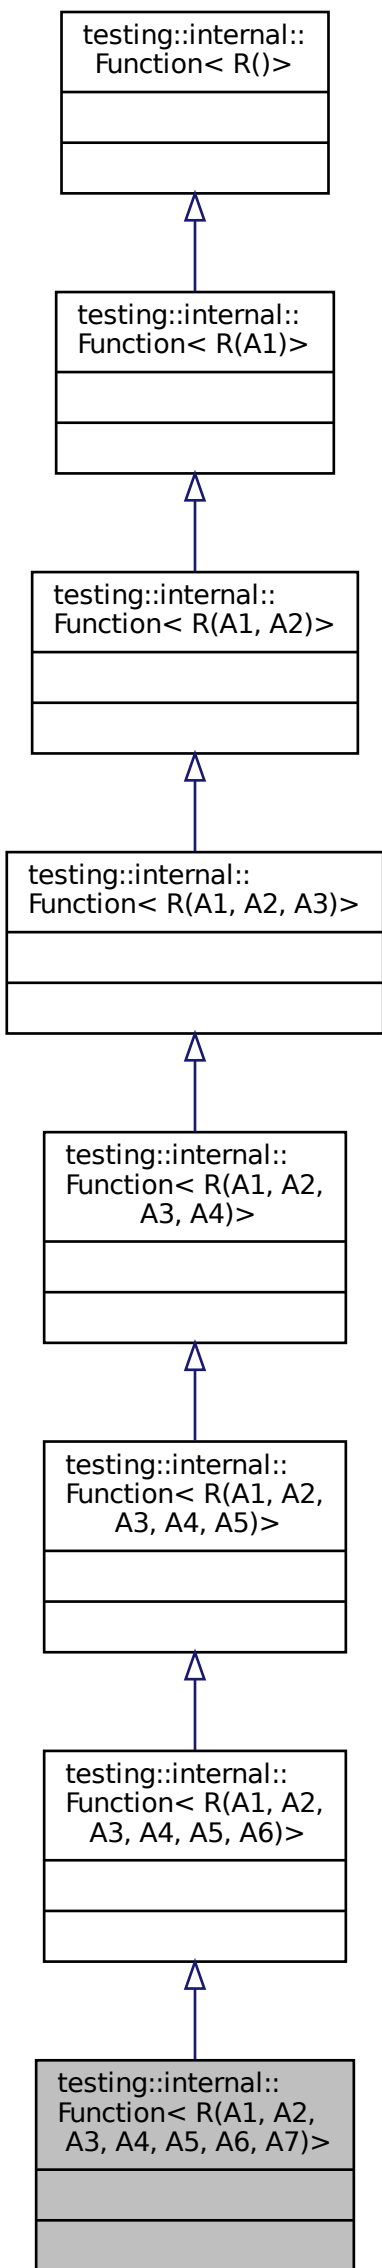 testing::internal::
Function< R()>
testing::internal::
Function< R(A1)>
testing::internal::
Function< R(A1, A2)>
testing::internal::
Function< R(A1, A2, A3)>
testing::internal::
Function< R(A1, A2,
A3, A4)>
testing::internal::
Function< R(A1, A2,
A3, A4, A5)>
testing::internal::
Function< R(A1, A2,
A3, A4, A5, A6)>
testing::internal::
Function< R(A1, A2,
A3, A4, A5, A6, A7)>